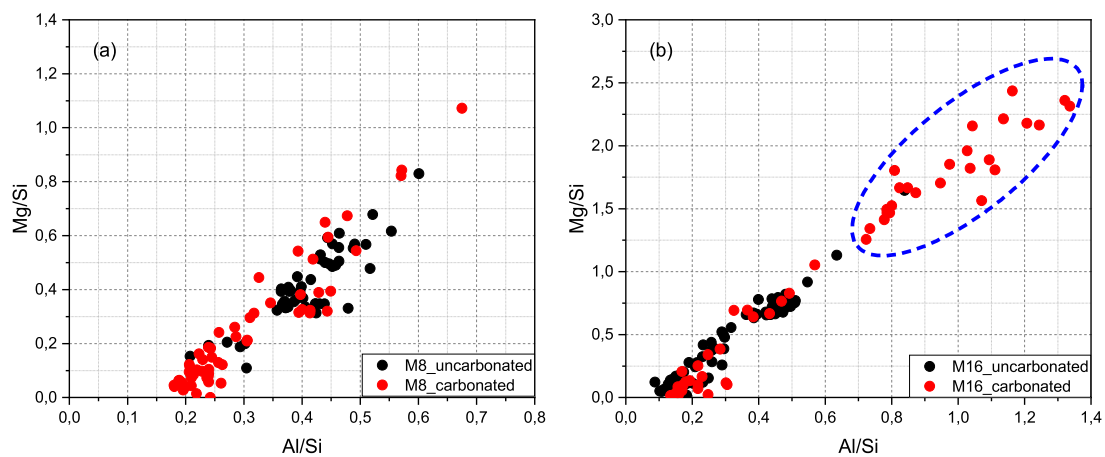 (a)
Mg/Si
1,4
1,2
1,0
0,8
0,6
0,4
0,2
0,0
0,0 0,1 0,2 0,3 0,4 0,5 0,6 0,7 0,8
Al/Si
M8_uncarbonated
M8_carbonated
(b)
Mg/Si
3,0
2,5
2,0
1,5
1,0
0,5
0,0
0,0 0,2 0,4 0,6 0,8 1,0 1,2 1,4
Al/Si
M16_uncarbonated
M16_carbonated